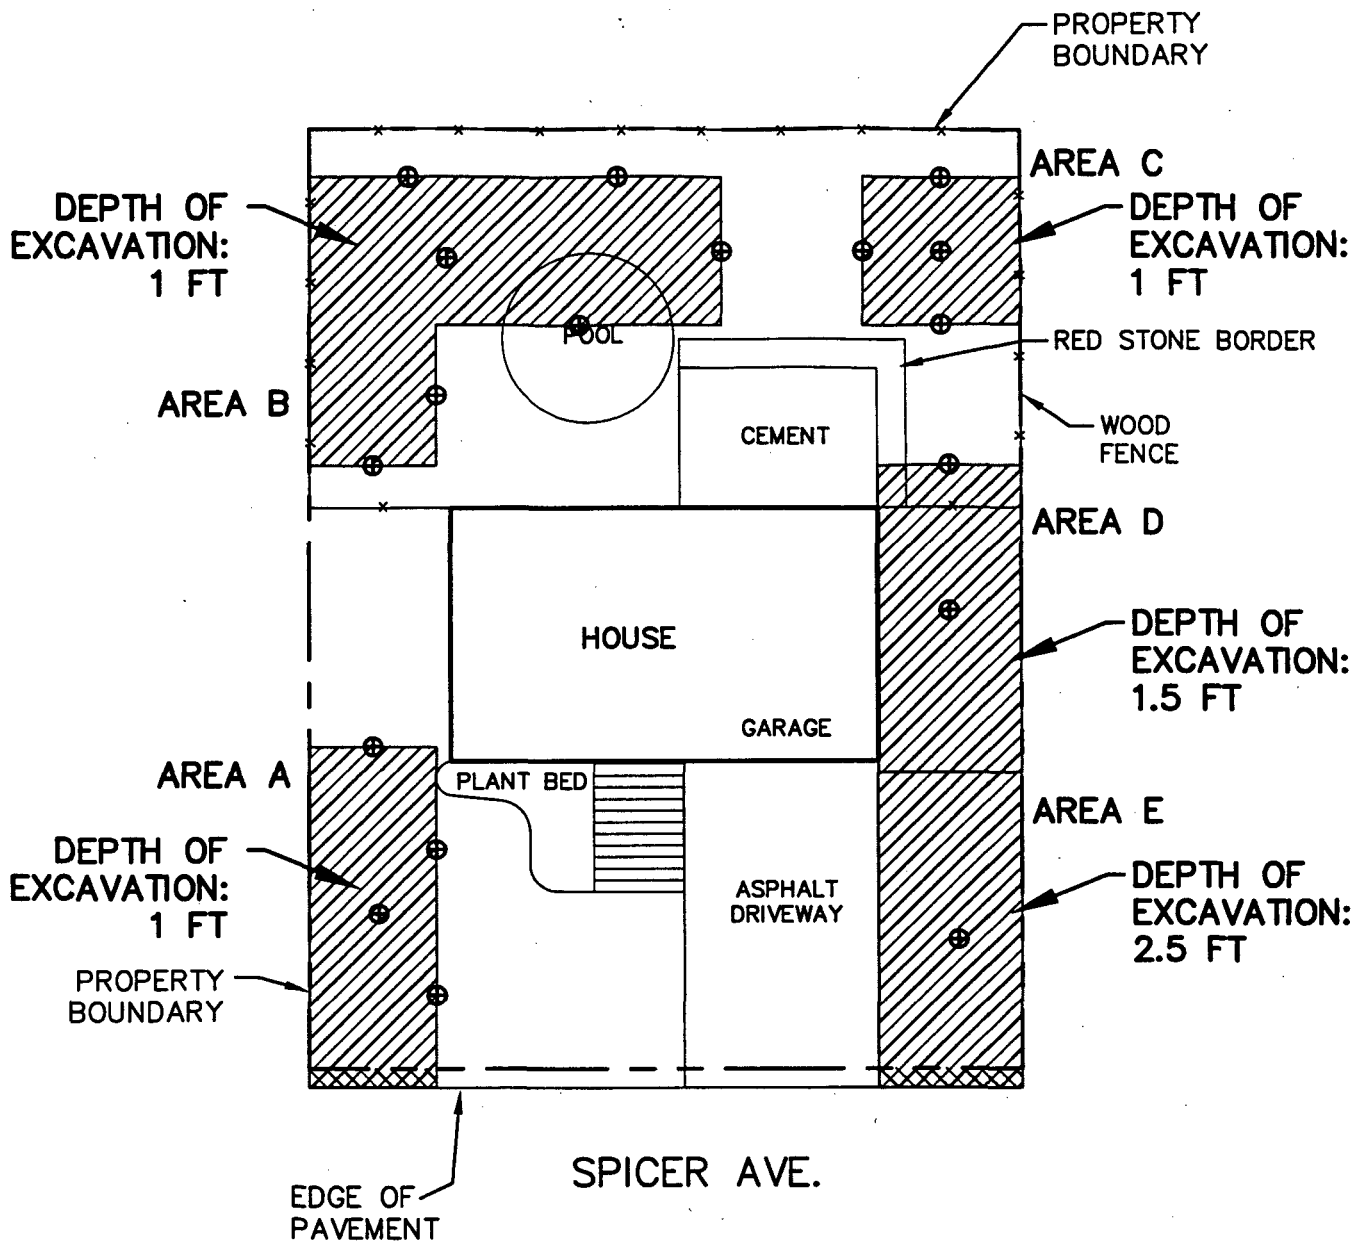 PROPERTY
BOUNDARY
AREA C
DEPTH OF
EXCAVATION:
1 FT
DEPTH OF
EXCAVATION:
1 FT
POOL
RED STONE BORDER
AREA B
CEMENT
WOOD
FENCE
AREA D
HOUSE
DEPTH OF
EXCAVATION:
1.5 FT
GARAGE
AREA A
PLANT BED
AREA E
DEPTH OF
EXCAVATION:
1 FT
ASPHALT
DRIVEWAY
DEPTH OF
EXCAVATION:
2.5 FT
PROPERTY
BOUNDARY
SPICER AVE.
EDGE OF
PAVEMENT